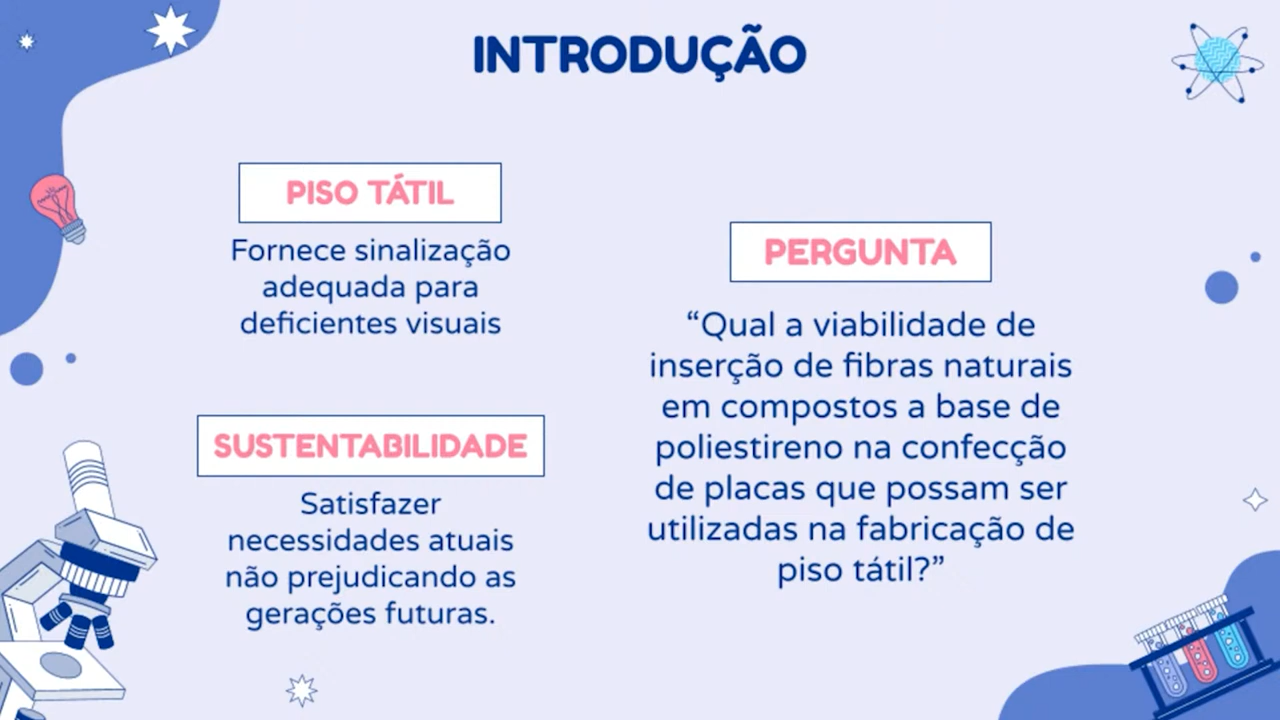 INTRODUÇÃO
PISO TÁTIL
Fornece sinalização
adequada para
deficientes visuais
SUSTENTABILIDADE
Satisfazer
necessidades atuais
não prejudicando as
gerações futuras.
PERGUNTA
“Qual a viabilidade de
inserção de fibras naturais
em compostos a base de
poliestireno na confecção
de placas que possam ser
utilizadas na fabricação de
piso tátil?”